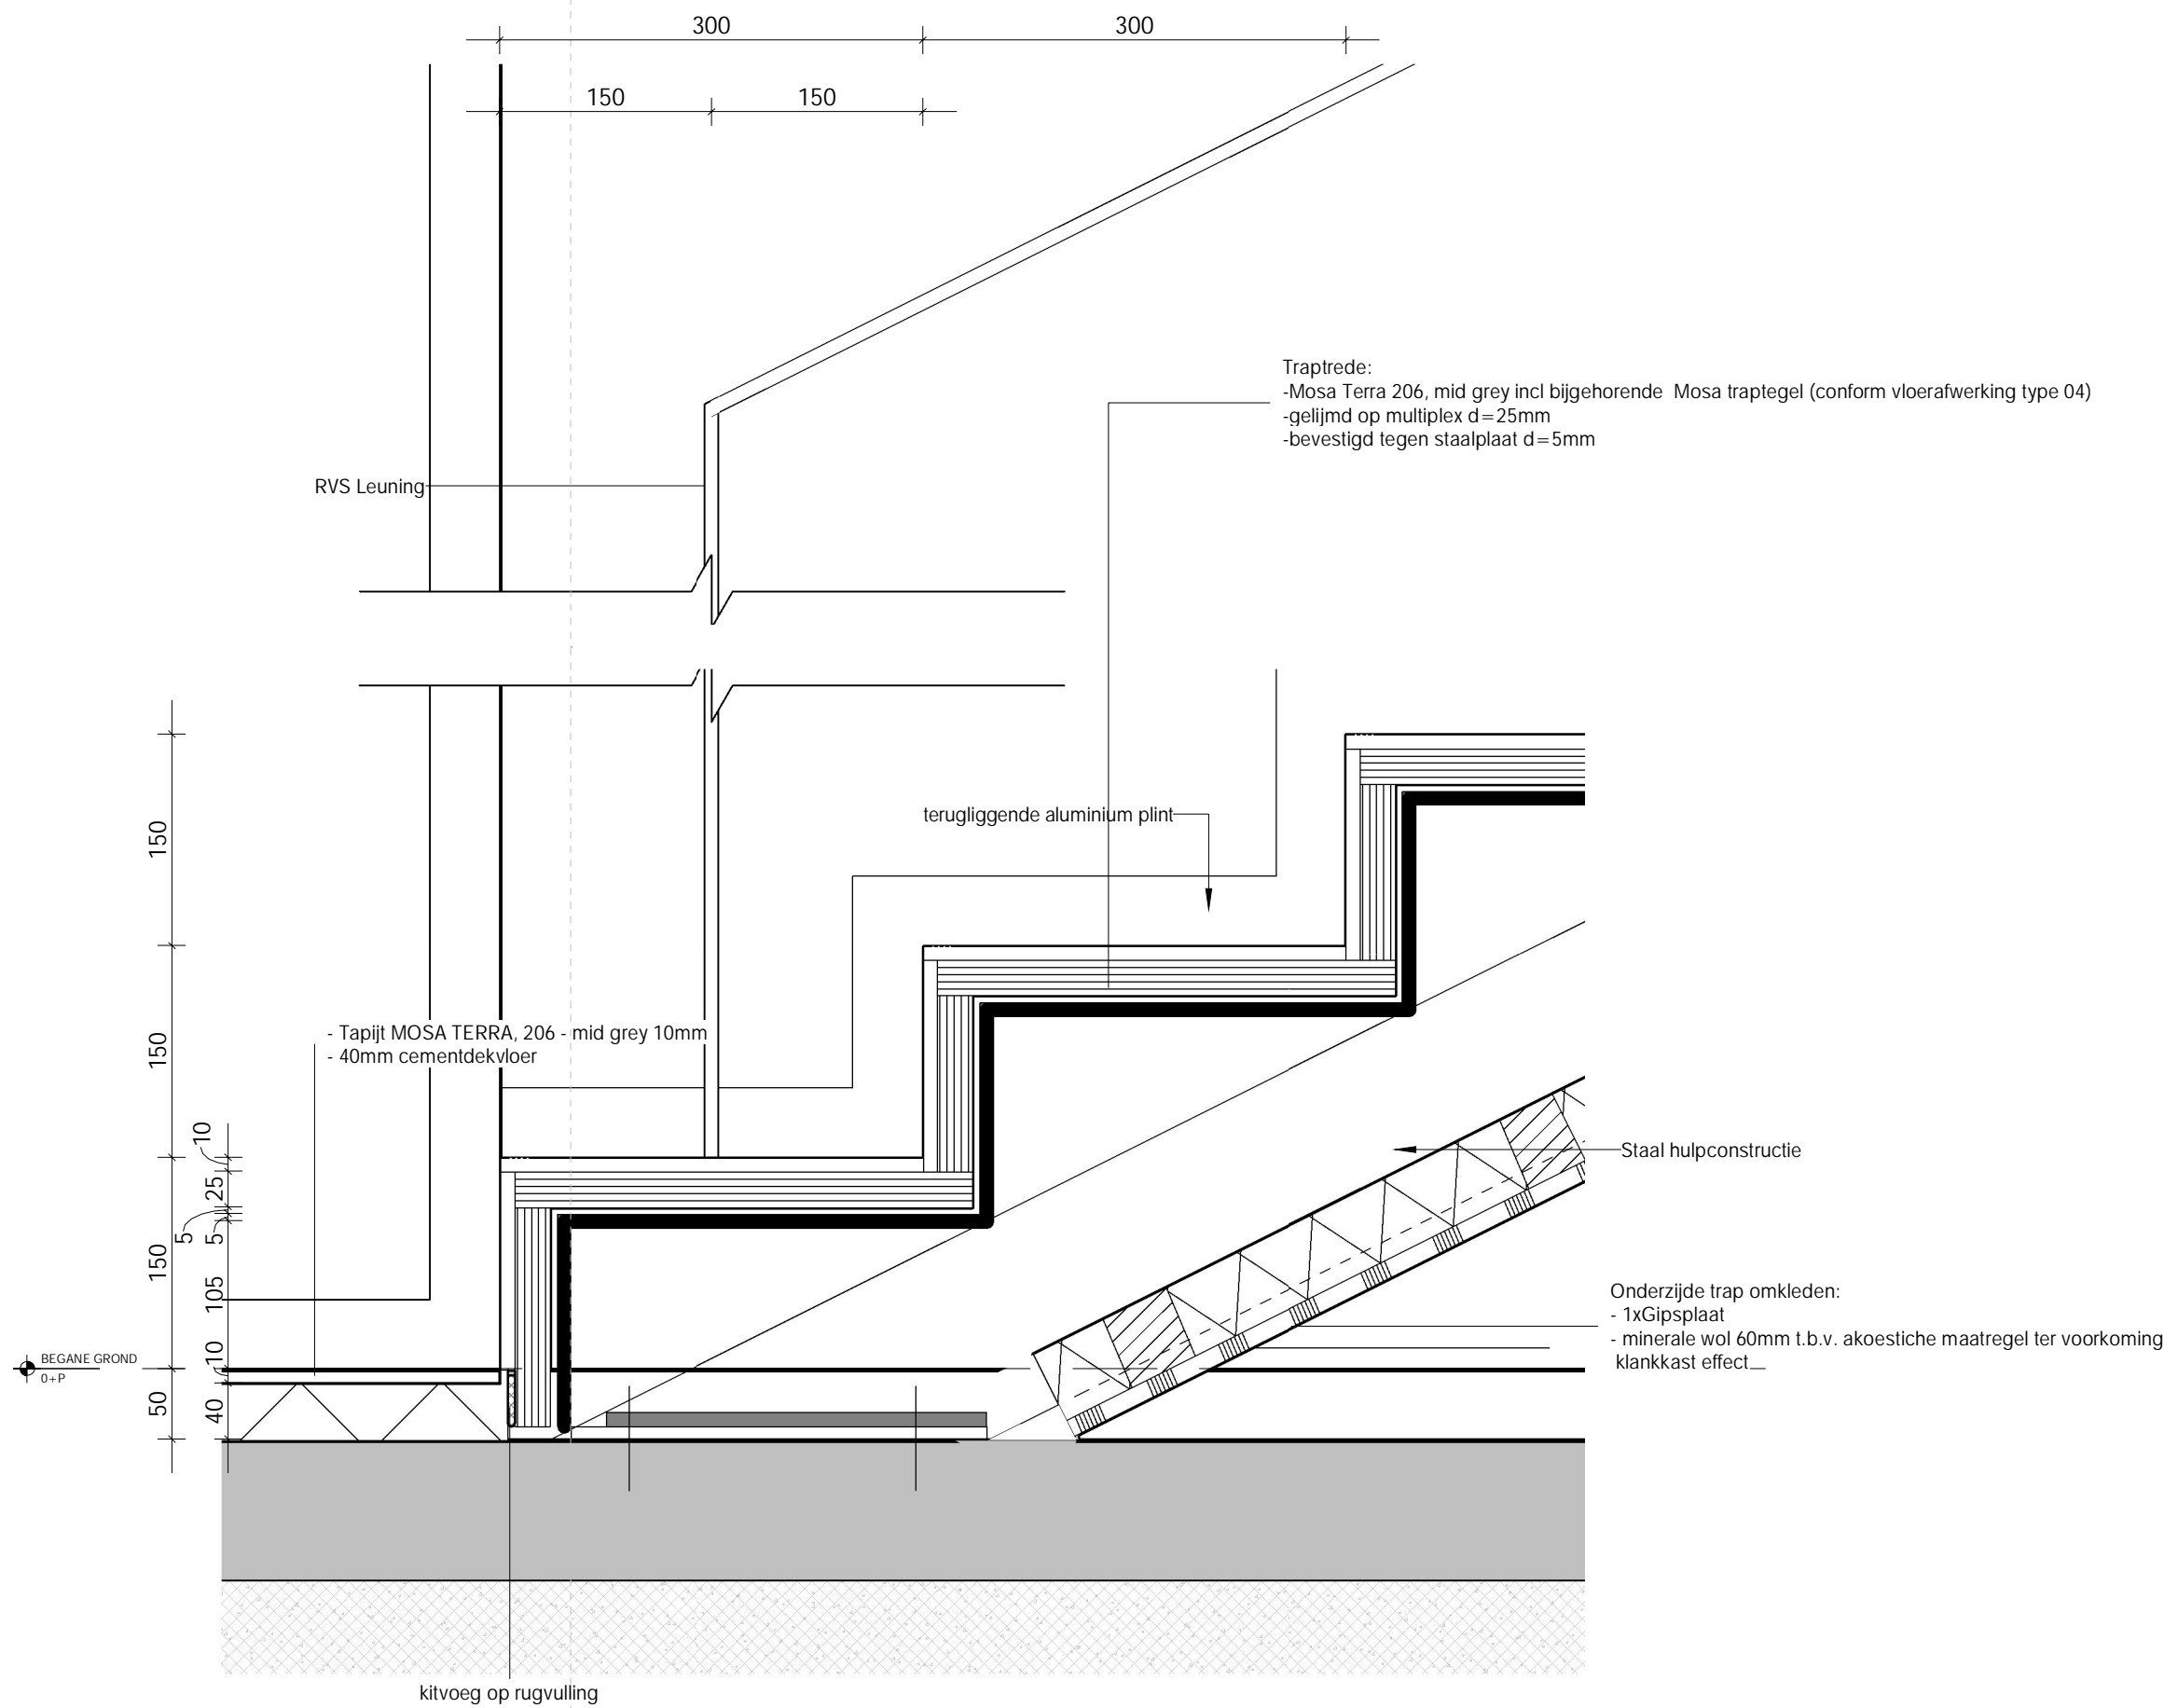 300
300
150
150
Traptrede:
-Mosa Terra 206, mid grey incl bijgehorende Mosa traptegel (conform vloerafwerking type 04)
-gelijmd op multiplex d=25mm
-bevestigd tegen staalplaat d=5mm
RVS Leuning
terugliggende aluminium plint
150
- Tapijt MOSA TERRA, 206 - mid grey 10mm
- 40mm cementdekvloer
150
10
25
5
5
150
105
Staal hulpconstructie
Onderzijde trap omkleden:
- 1xGipsplaat
- minerale wol 60mm t.b.v. akoestiche maatregel ter voorkoming
klankkast effect
10
BEGANE GROND
0+P
50
40
kitvoeg op rugvulling